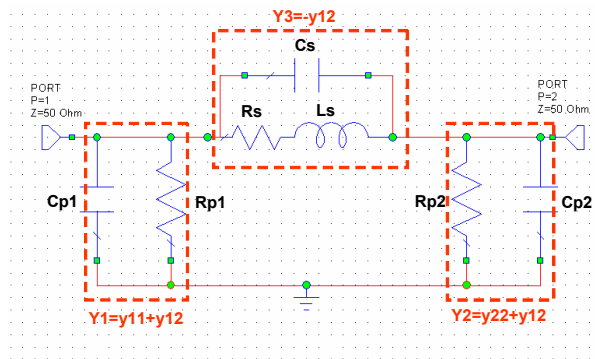 Y3=-y12
Cs
PORT
P=1
Z=50 Ohm
Rs
Ls
PORT
P=2
Z=50 Ohm
Cp1
Rp1
Rp2
Cp2
Y1=y11+y12
Y2=y22+y12